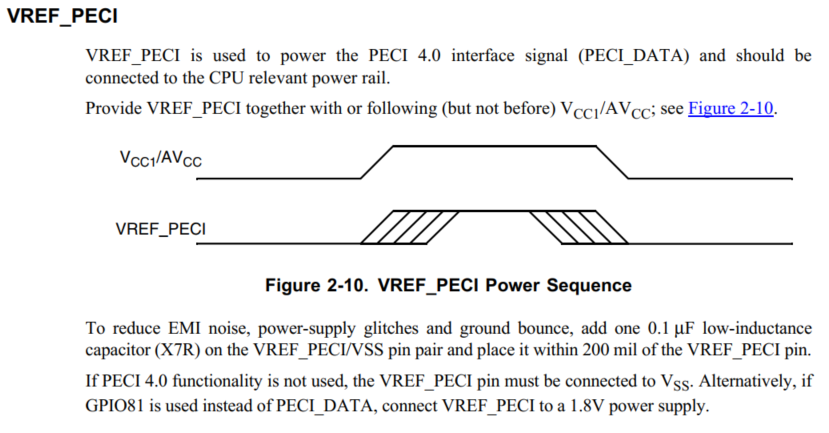 VREF_PECI
VREF_PECI is used to power the PECI 4.0 interface signal (PECI_DATA) and should be
connected to the CPU relevant power rail.
Provide VREF_PECI together with or following (but not before) VCC1/AVCC; see Figure 2-10.
VCC1/AVCC
VREF_PECI
Figure 2-10. VREF_PECI Power Sequence
To reduce EMI noise, power-supply glitches and ground bounce, add one 0.1 µF low-inductance
capacitor (X7R) on the VREF_PECI/VSS pin pair and place it within 200 mil of the VREF_PECI pin.
If PECI 4.0 functionality is not used, the VREF_PECI pin must be connected to VSS. Alternatively, if
GPIO81 is used instead of PECI_DATA, connect VREF_PECI to a 1.8V power supply.